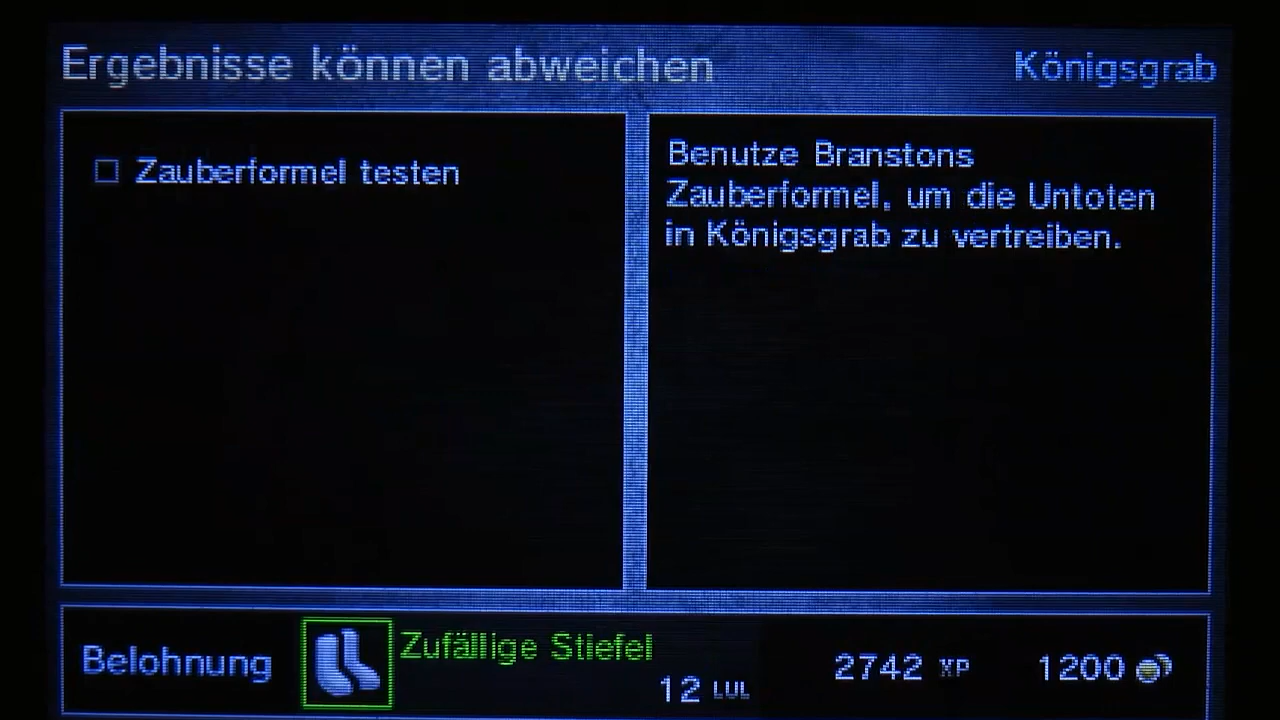 Ergebnisse können abweichen
Königsgrab
Zauberformel testen
Benutze Branstons
Zauberformel, um die Untoten
in Königsgrab zu vertreiben.
Belohnung
Zufällige Stiefel
12 LVL
2742 XP
1200